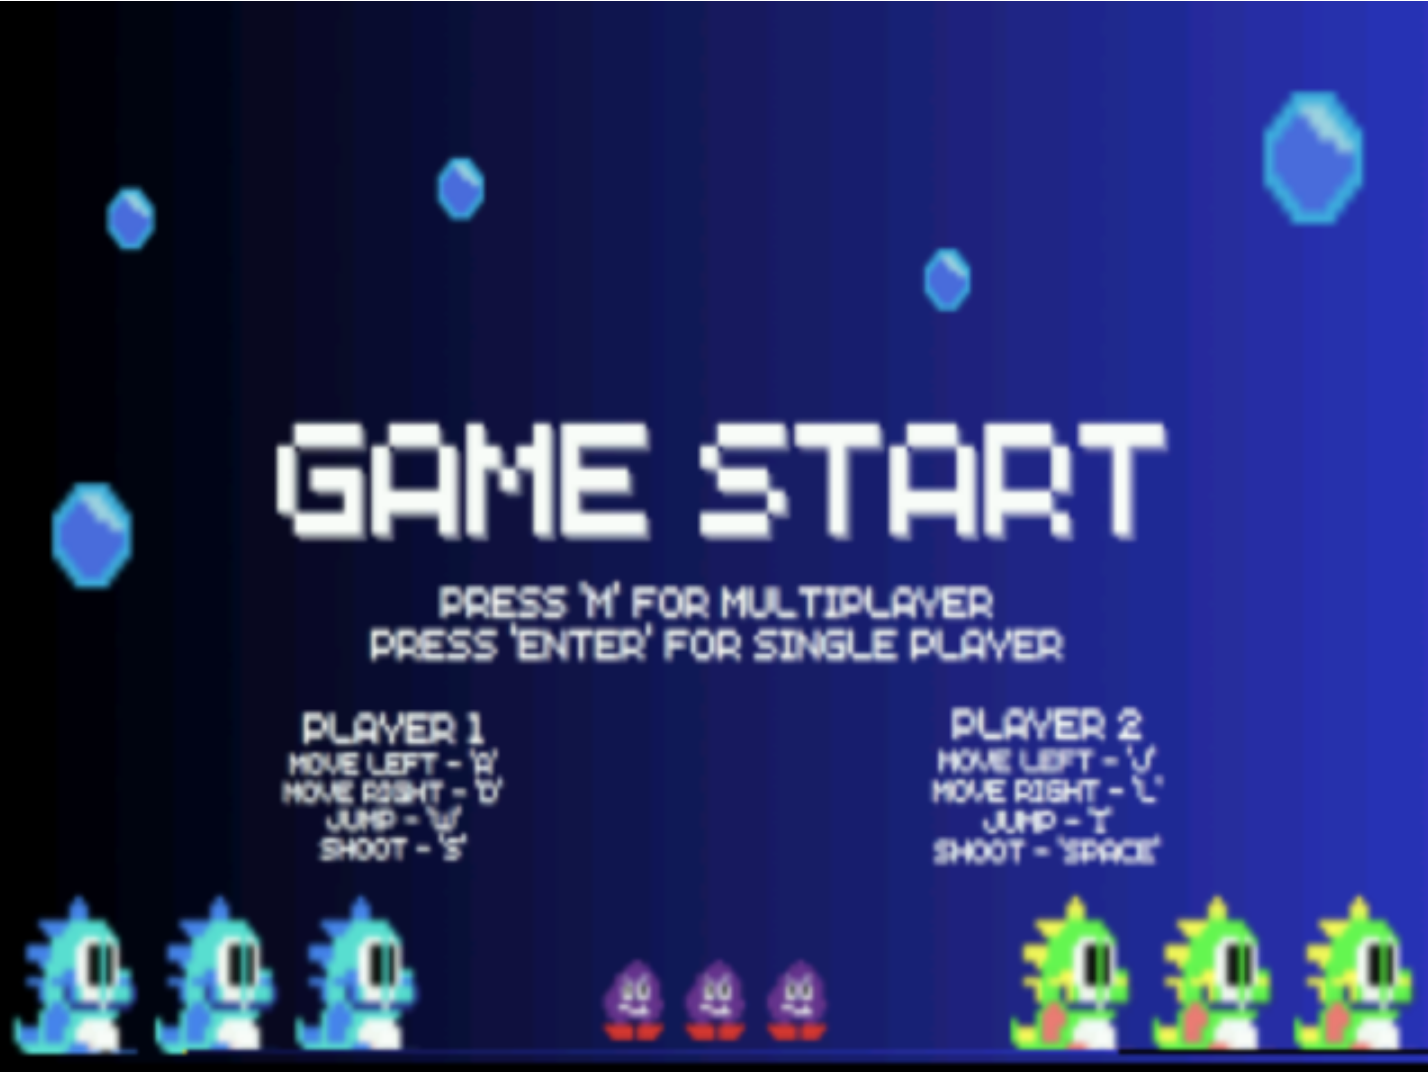 GAME START
PRESS 'M' FOR MULTIPLAYER
PRESS 'ENTER' FOR SINGLE PLAYER
PLAYER 1
MOVE LEFT - 'A'
MOVE RIGHT - 'D'
JUMP - 'W'
SHOOT - 'S'
PLAYER 2
MOVE LEFT - 'J'
MOVE RIGHT - 'L'
JUMP - 'I'
SHOOT - 'SPACE'